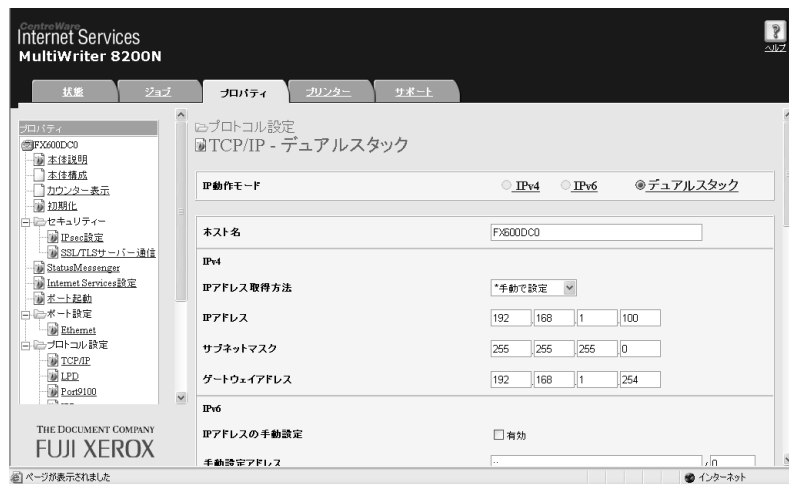 CentreWare
Internet Services
MultiWriter 8200N
ヘルプ
状態 ジョブ プロパティ プリンター サポート
プロパティ
FX600DC0
本体説明
本体構成
カウンター表示
初期化
セキュリティー
IPsec設定
SSL/TLSサーバー通信
StatusMessenger
Internet Services設定
ポート起動
ポート設定
Ethernet
プロトコル設定
TCP/IP
LPD
Port9100
THE DOCUMENT COMPANY
FUJI XEROX
プロトコル設定
TCP/IP - デュアルスタック
IP動作モード IPv4 IPv6 デュアルスタック
ホスト名 FX600DC0
IPv4
IPアドレス取得方法 *手動で設定
IPアドレス 192 .168 .1 .100
サブネットマスク 255 .255 .255 .0
ゲートウェイアドレス 192 .168 .1 .254
IPv6
IPアドレスの手動設定 有効
手動設定アドレス :: / 0
ページが表示されました インターネット